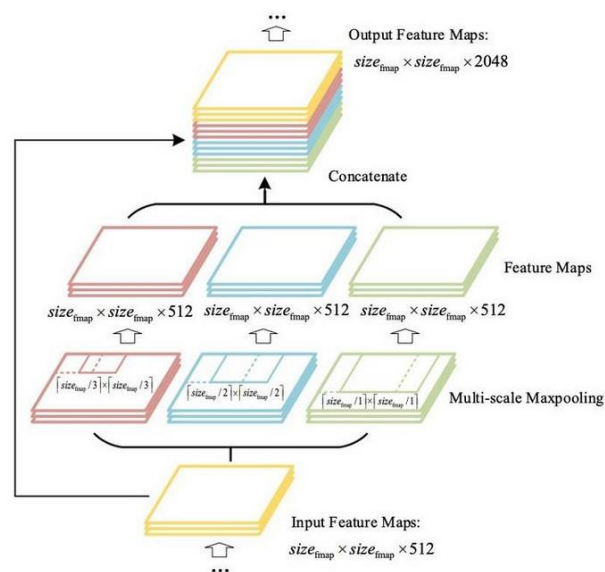 ...
Output Feature Maps:
size_fmap × size_fmap × 2048
Concatenate
Feature Maps
size_fmap × size_fmap × 512 size_fmap × size_fmap × 512 size_fmap × size_fmap × 512
⌈size_fmap / 3⌉×⌈size_fmap / 3⌉ ⌈size_fmap / 2⌉×⌈size_fmap / 2⌉ ⌈size_fmap / 1⌉×⌈size_fmap / 1⌉
Multi-scale Maxpooling
Input Feature Maps:
size_fmap × size_fmap × 512
...